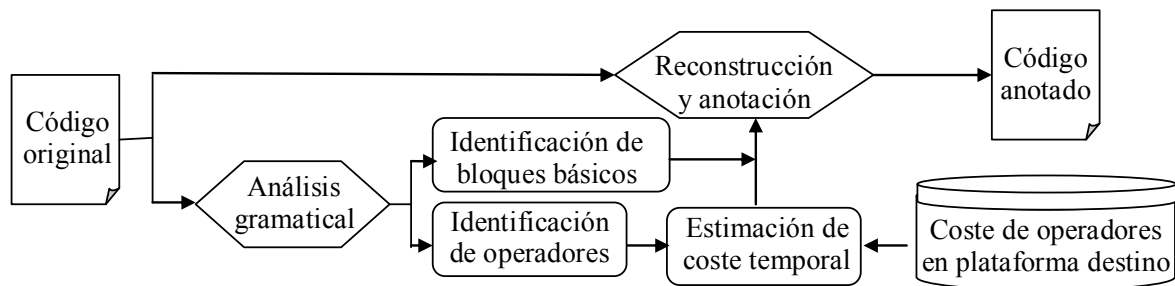 Código
original
Análisis
gramatical
Identificación de
bloques básicos
Identificación
de operadores
Reconstrucción
y anotación
Estimación de
coste temporal
Código
anotado
Coste de operadores
en plataforma destino